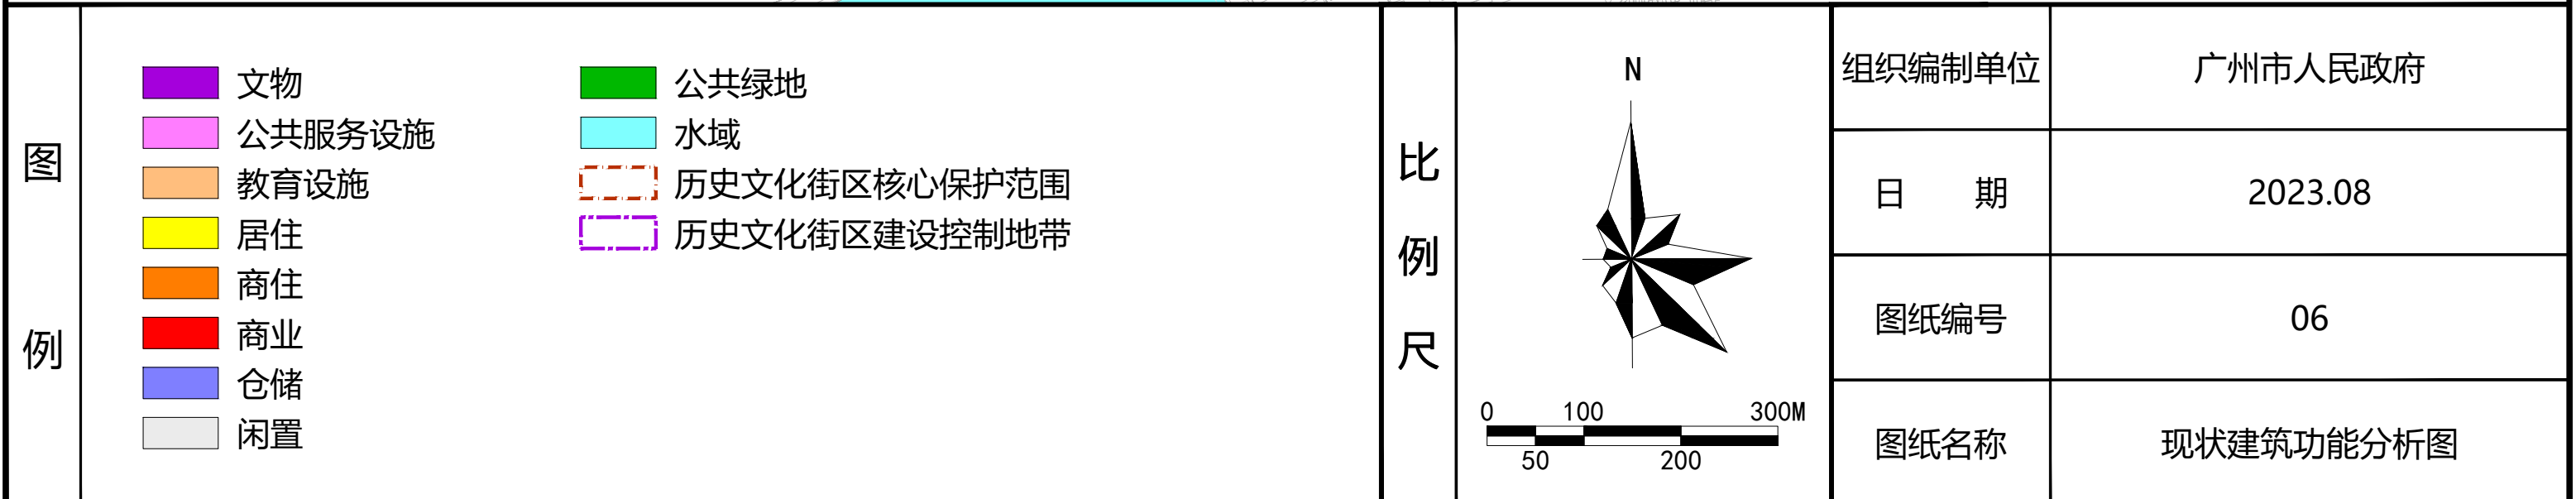 图例
文物
公共服务设施
教育设施
居住
商住
商业
仓储
闲置
公共绿地
水域
历史文化街区核心保护范围
历史文化街区建设控制地带
比例尺
N
0 100 300M
50 200
组织编制单位 广州市人民政府
日 期 2023.08
图纸编号 06
图纸名称 现状建筑功能分析图